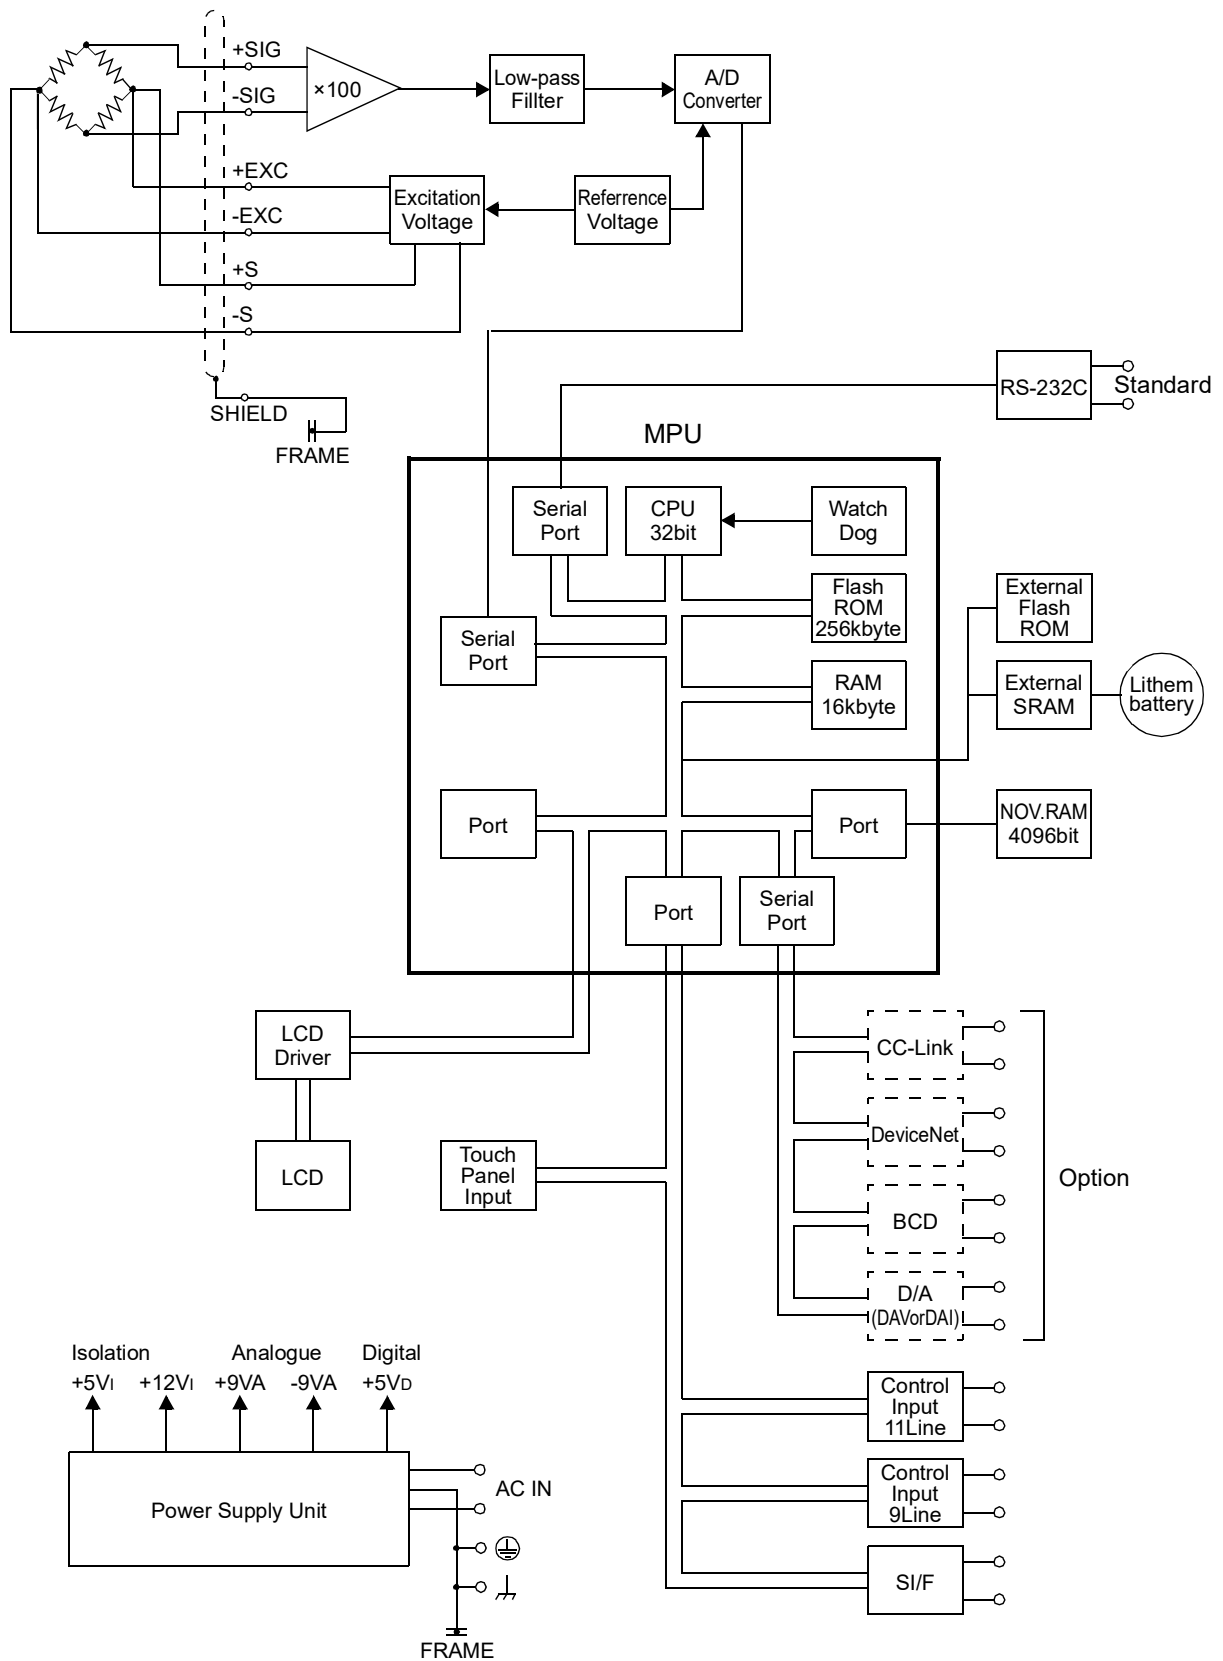 +SIG
×100
-SIG
Low-pass
Fillter
A/D
Converter
+EXC
-EXC
Excitation
Voltage
Referrence
Voltage
+S
-S
SHIELD
FRAME
RS-232C
Standard
MPU
Serial
Port
CPU
32bit
Watch
Dog
Flash
ROM
256kbyte
External
Flash
ROM
Serial
Port
RAM
16kbyte
External
SRAM
Lithem
battery
Port
Port
NOV.RAM
4096bit
Port
Serial
Port
LCD
Driver
CC-Link
LCD
Touch
Panel
Input
DeviceNet
Option
BCD
D/A
(DAVorDAI)
Isolation
Analogue
Digital
+5VI
+12VI
+9VA
-9VA
+5VD
Power Supply Unit
AC IN
FRAME
Control
Input
11Line
Control
Input
9Line
SI/F